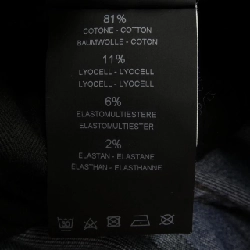 81%
COTONE - COTTON
BAUMWOLLE - COTON
11%
LYOCELL - LYOCELL
LYOCELL - LYOCELL
6%
ELASTOMULTIESTERE
ELASTOMULTIESTER
2%
ELASTAN - ELASTANE
ELASTHAN - ELASTHANNE